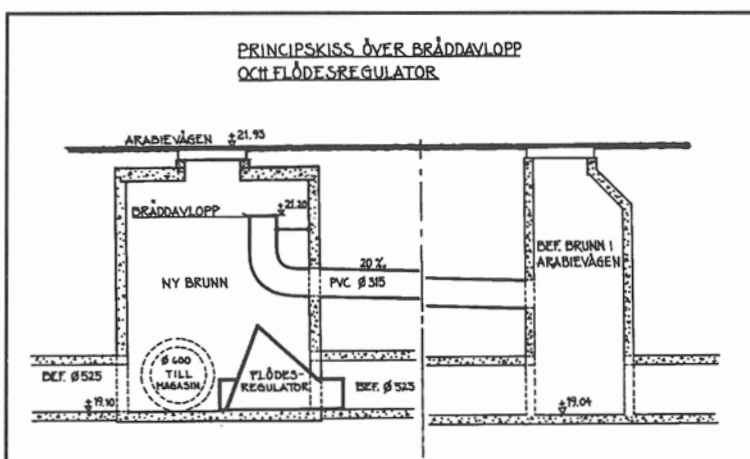 PRINCIPSKISS ÖVER BRÄDDAVLOPP
OCH FLÖDESREGULATOR
ARABIEVÄGEN
+21.93
BRÄDDAVLOPP
+21.20
20 ‰
PVC Ø 315
NY BRUNN
BEF. BRUNN I
ARABIEVÄGEN
Ø 600
TILL
MAGASIN
FLÖDES-
REGULATOR
BEF. Ø 525
BEF. Ø 525
+19.10
+19.04